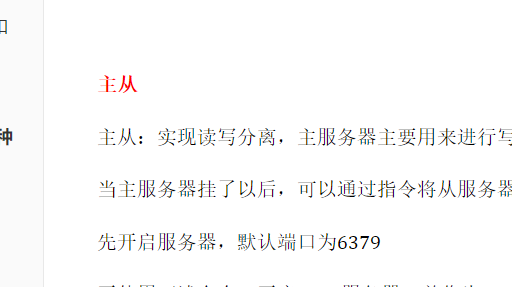 和
种
主从
主从：实现读写分离，主服务器主要用来进行写
当主服务器挂了以后，可以通过指令将从服务器
先开启服务器，默认端口为6379